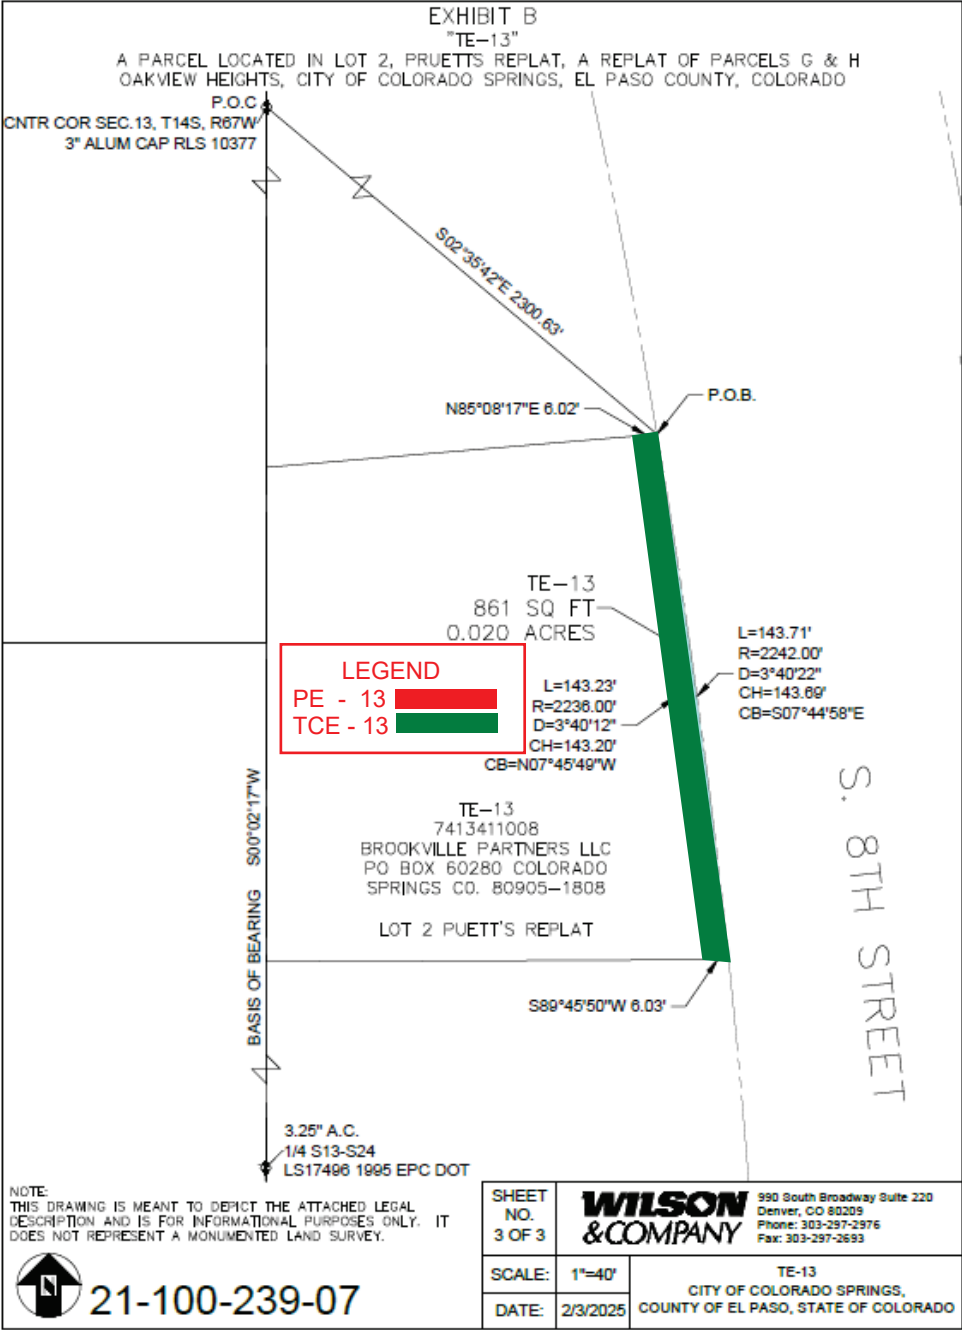 EXHIBIT B
"TE-13"
A PARCEL LOCATED IN LOT 2, PRUETTS REPLAT, A REPLAT OF PARCELS G & H
OAKVIEW HEIGHTS, CITY OF COLORADO SPRINGS, EL PASO COUNTY, COLORADO
P.O.C
CNTR COR SEC.13, T14S, R67W
3" ALUM CAP RLS 10377
S02°35'42"E 2300.63'
N85°08'17"E 6.02'
P.O.B.
TE-13
861 SQ FT
0.020 ACRES
L=143.71'
R=2242.00'
D=3°40'22"
CH=143.69'
CB=S07°44'58"E
LEGEND
PE - 13
TCE - 13
L=143.23'
R=2236.00'
D=3°40'12"
CH=143.20'
CB=N07°45'49"W
BASIS OF BEARING S00°02'17"W
TE-13
7413411008
BROOKVILLE PARTNERS LLC
PO BOX 60280 COLORADO
SPRINGS CO. 80905-1808
LOT 2 PUETT'S REPLAT
S. 8TH STREET
S89°45'50"W 6.03'
3.25" A.C.
1/4 S13-S24
LS17496 1995 EPC DOT
NOTE:
THIS DRAWING IS MEANT TO DEPICT THE ATTACHED LEGAL
DESCRIPTION AND IS FOR INFORMATIONAL PURPOSES ONLY. IT
DOES NOT REPRESENT A MONUMENTED LAND SURVEY.
N
21-100-239-07
SHEET
NO.
3 OF 3
WILSON
&COMPANY
990 South Broadway Suite 220
Denver, CO 80209
Phone: 303-297-2976
Fax: 303-297-2693
SCALE: 1"=40'
DATE: 2/3/2025
TE-13
CITY OF COLORADO SPRINGS,
COUNTY OF EL PASO, STATE OF COLORADO